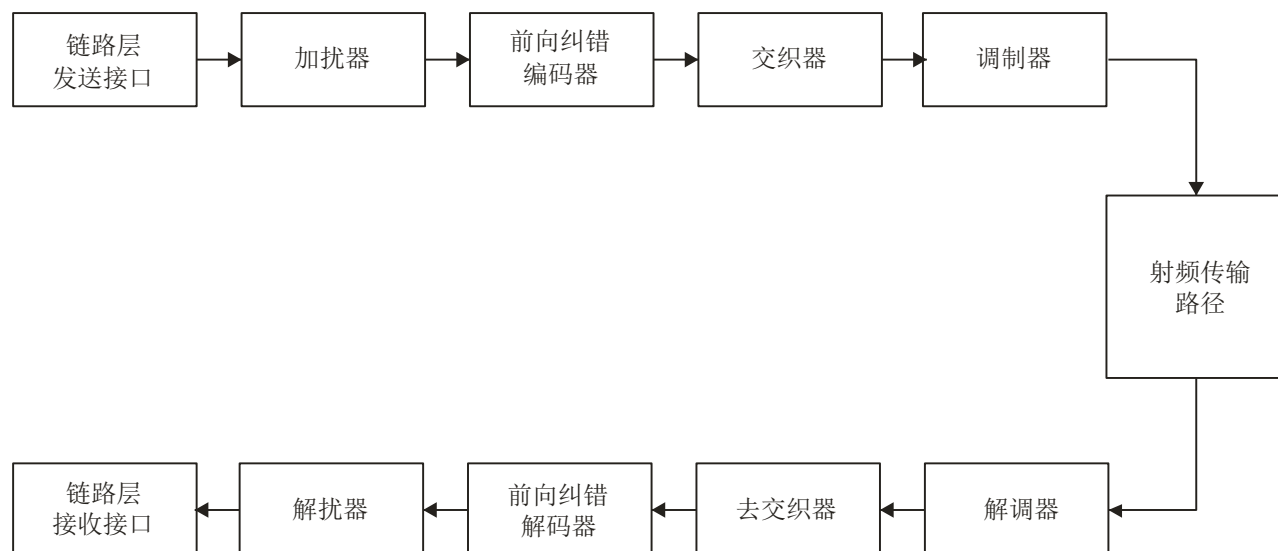 链路层
发送接口
加扰器
前向纠错
编码器
交织器
调制器
射频传输
路径
链路层
接收接口
解扰器
前向纠错
解码器
去交织器
解调器